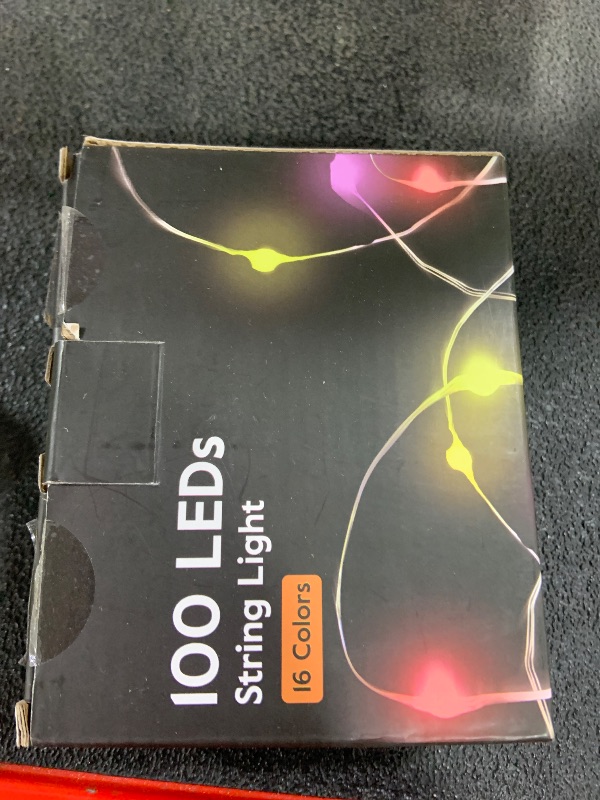 100 LEDs
String Light
16 Colors